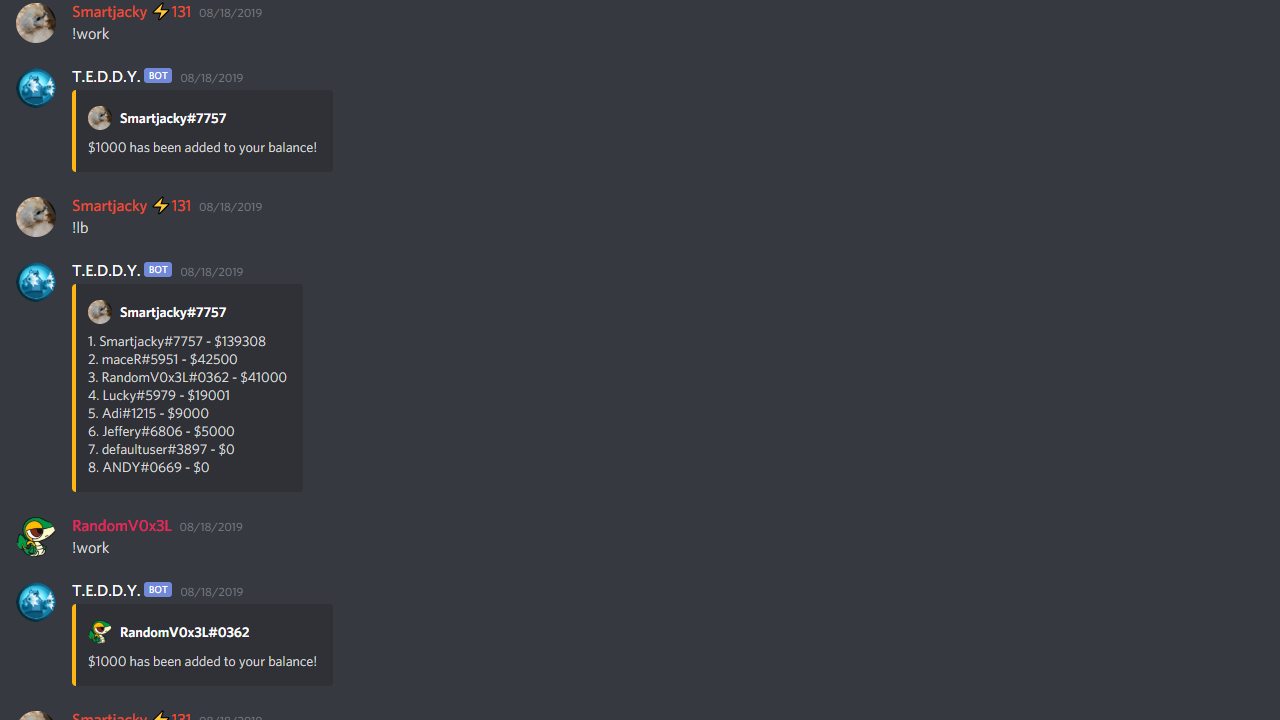 Smartjacky ⚡131 08/18/2019
!work
T.E.D.D.Y. BOT 08/18/2019
Smartjacky#7757
$1000 has been added to your balance!
Smartjacky ⚡131 08/18/2019
!lb
T.E.D.D.Y. BOT 08/18/2019
Smartjacky#7757
1. Smartjacky#7757 - $139308
2. maceR#5951 - $42500
3. RandomV0x3L#0362 - $41000
4. Lucky#5979 - $19001
5. Adi#1215 - $9000
6. Jeffery#6806 - $5000
7. defaultuser#3897 - $0
8. ANDY#0669 - $0
RandomV0x3L 08/18/2019
!work
T.E.D.D.Y. BOT 08/18/2019
RandomV0x3L#0362
$1000 has been added to your balance!
Smartjacky ⚡131 08/18/2019